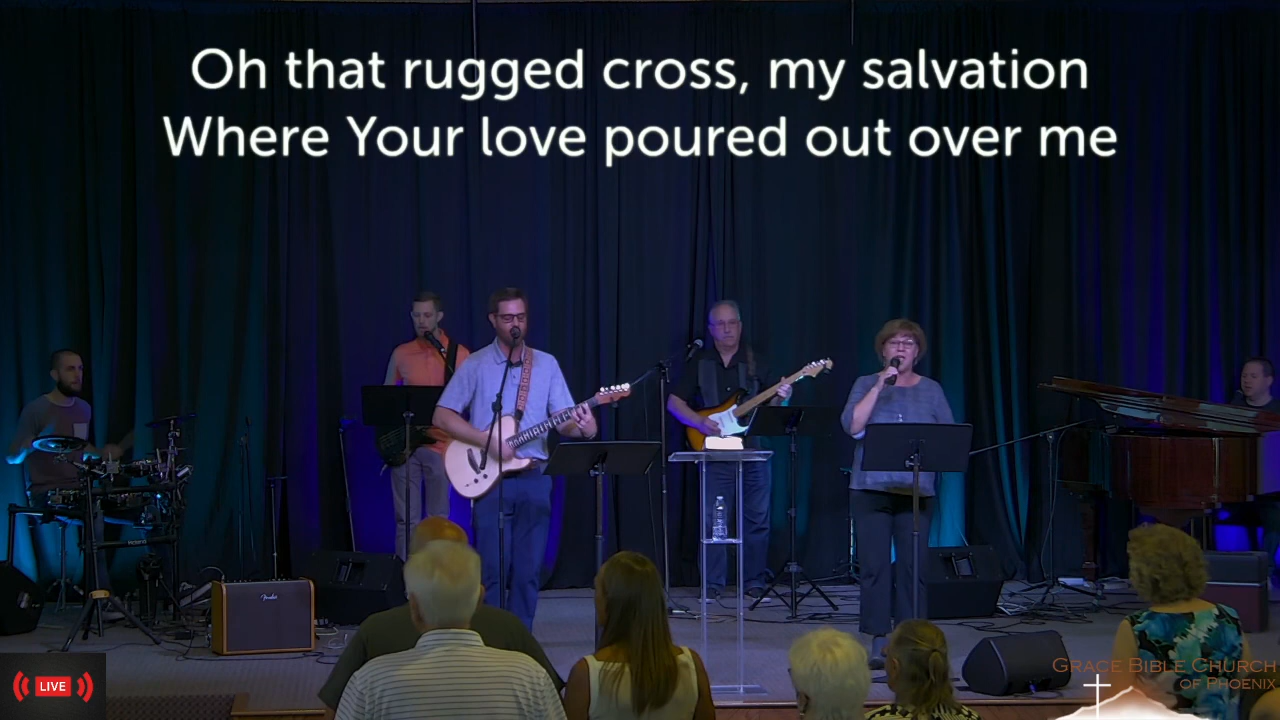 Oh that rugged cross, my salvation
Where Your love poured out over me
Fender
LIVE
GRACE BIBLE CHURCH
OF PHOENIX